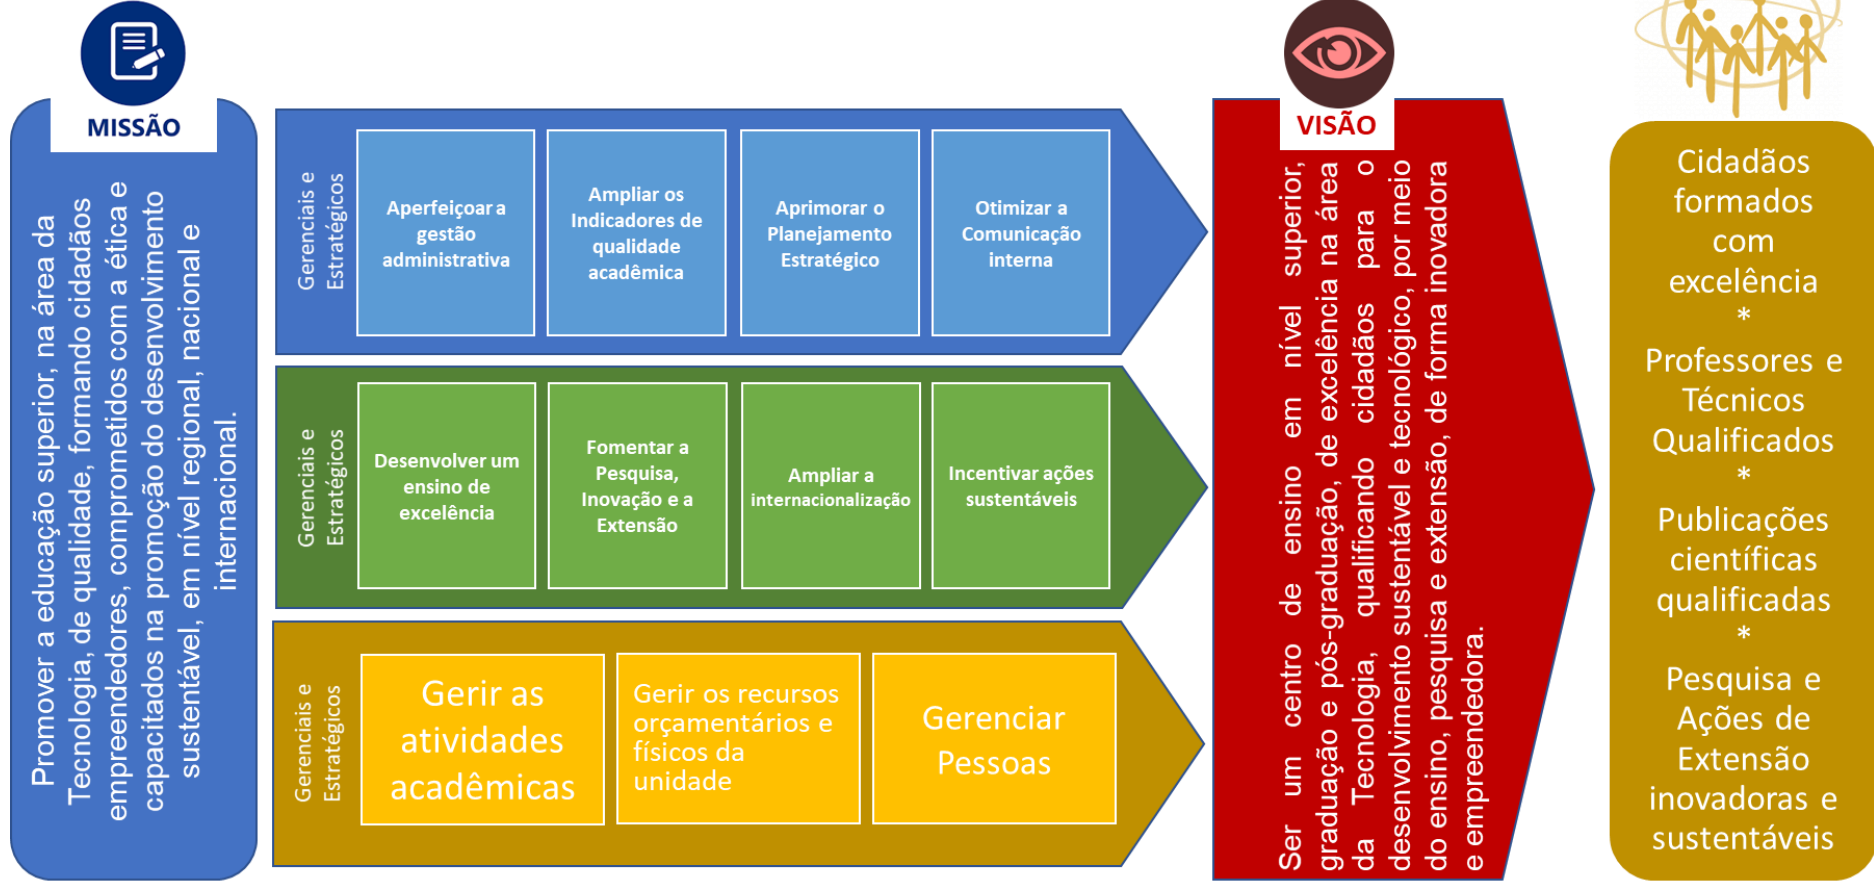 MISSÃO
Promover a educação superior, na área da
Tecnologia, de qualidade, formando cidadãos
empreendedores, comprometidos com a ética e
capacitados na promoção do desenvolvimento
sustentável, em nível regional, nacional e
internacional.
Gerenciais e
Estratégicos
Aperfeiçoar a
gestão
administrativa
Ampliar os
Indicadores de
qualidade
acadêmica
Aprimorar o
Planejamento
Estratégico
Otimizar a
Comunicação
interna
Gerenciais e
Estratégicos
Desenvolver um
ensino de
excelência
Fomentar a
Pesquisa,
Inovação e a
Extensão
Ampliar a
internacionalização
Incentivar ações
sustentáveis
Gerenciais e
Estratégicos
Gerir as
atividades
acadêmicas
Gerir os recursos
orçamentários e
físicos da
unidade
Gerenciar
Pessoas
VISÃO
Ser um centro de ensino em nível superior,
graduação e pós-graduação, de excelência na área
da Tecnologia, qualificando cidadãos para o
desenvolvimento sustentável e tecnológico, por meio
do ensino, pesquisa e extensão, de forma inovadora
e empreendedora.
Cidadãos
formados
com
excelência
*
Professores e
Técnicos
Qualificados
*
Publicações
científicas
qualificadas
*
Pesquisa e
Ações de
Extensão
inovadoras e
sustentáveis